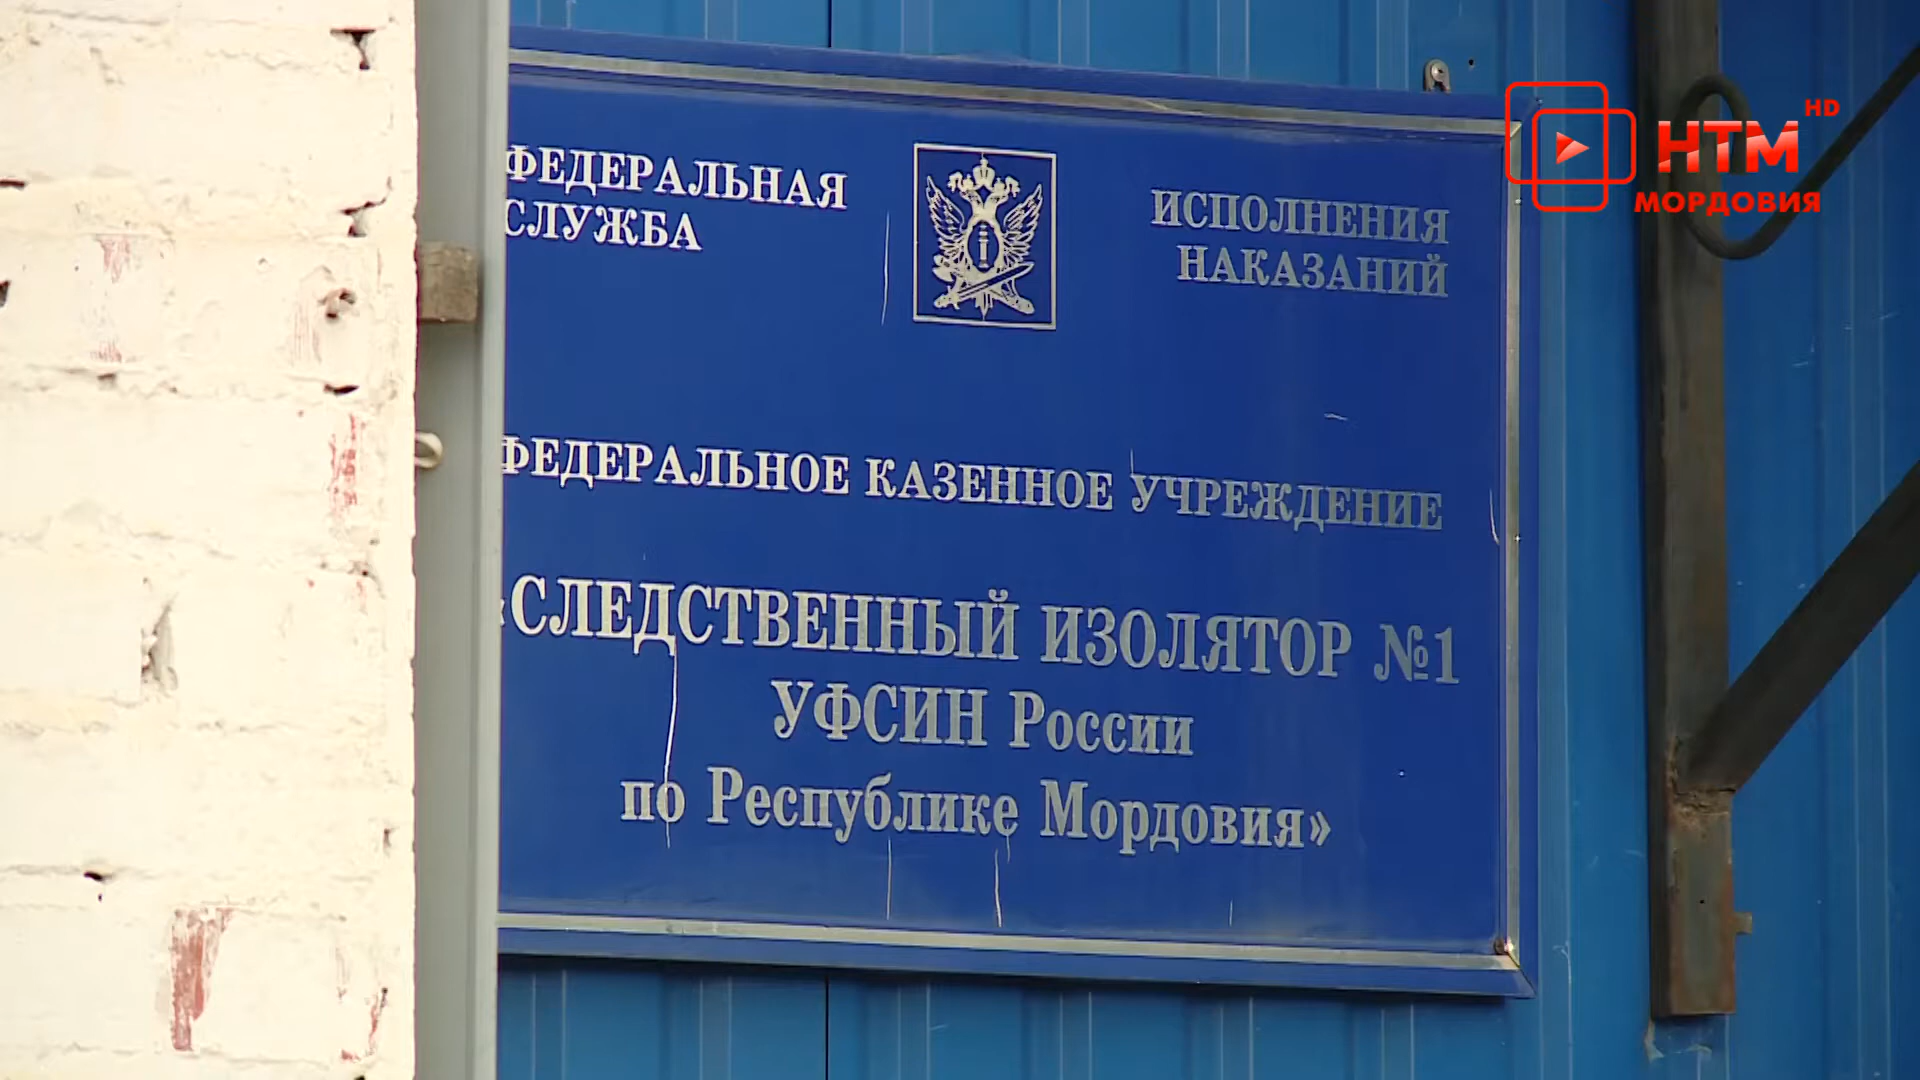 ФЕДЕРАЛЬНАЯ
СЛУЖБА
ИСПОЛНЕНИЯ
НАКАЗАНИЙ
ФЕДЕРАЛЬНОЕ КАЗЕННОЕ УЧРЕЖДЕНИЕ
«СЛЕДСТВЕННЫЙ ИЗОЛЯТОР №1
УФСИН России
по Республике Мордовия»
НТМ HD
МОРДОВИЯ